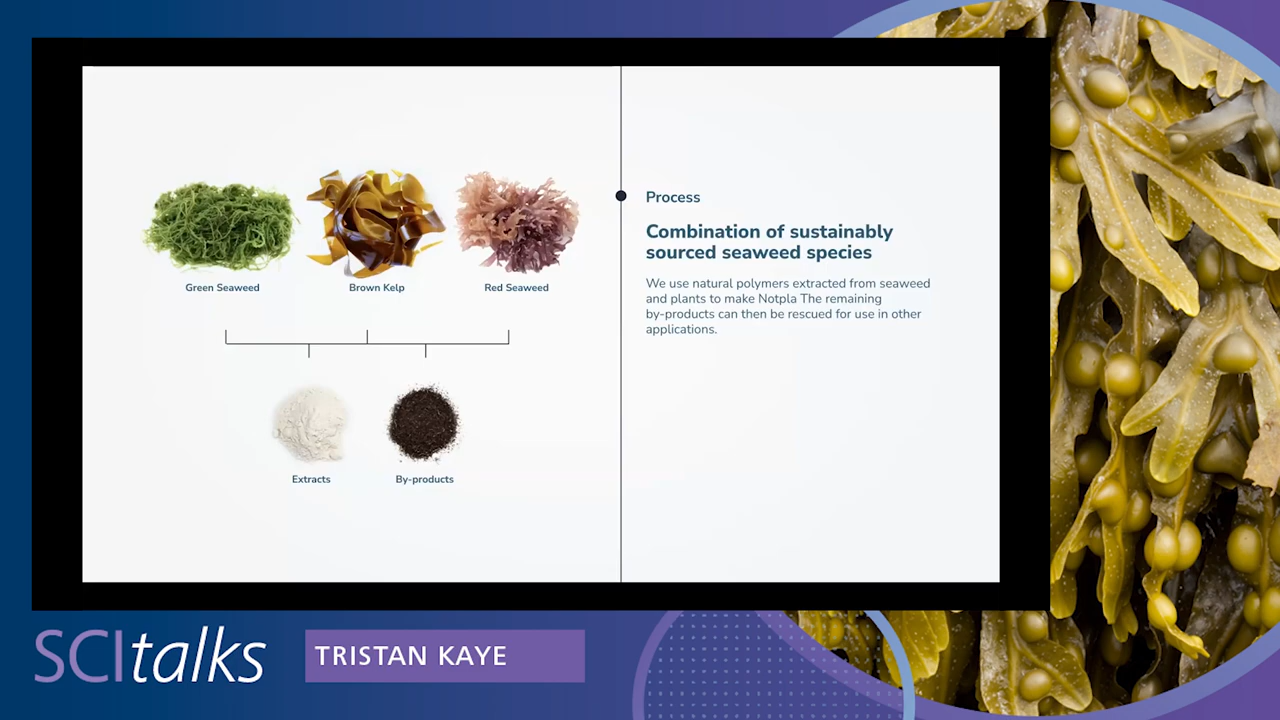 Green Seaweed
Brown Kelp
Red Seaweed
Extracts
By-products
Process
Combination of sustainably
sourced seaweed species
We use natural polymers extracted from seaweed
and plants to make Notpla The remaining
by-products can then be rescued for use in other
applications.
SCItalks
TRISTAN KAYE